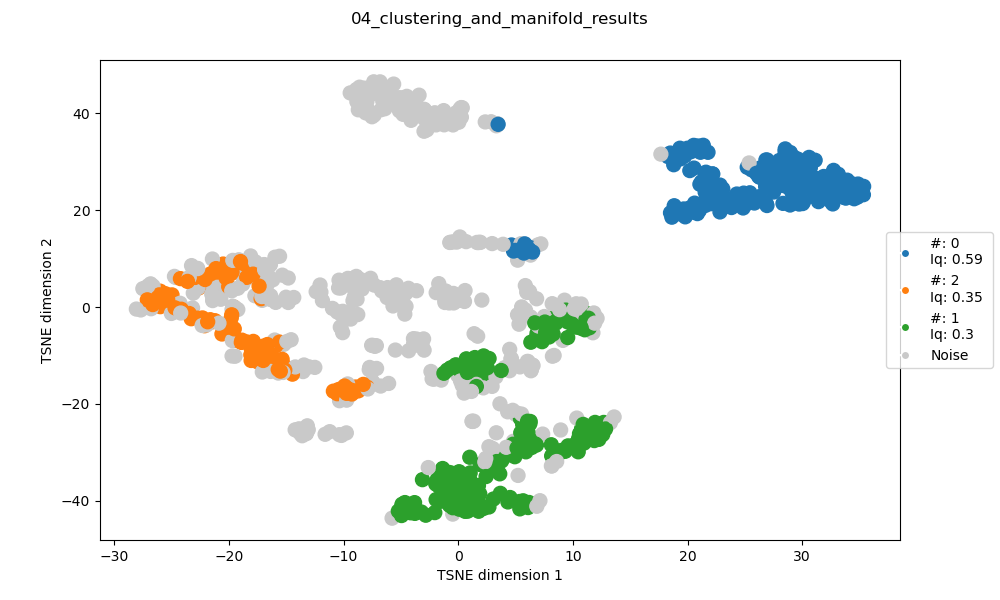 04_clustering_and_manifold_results
TSNE dimension 2
40
20
0
−20
−40
−30
−20
−10
0
10
20
30
TSNE dimension 1
#: 0
Iq: 0.59
#: 2
Iq: 0.35
#: 1
Iq: 0.3
Noise